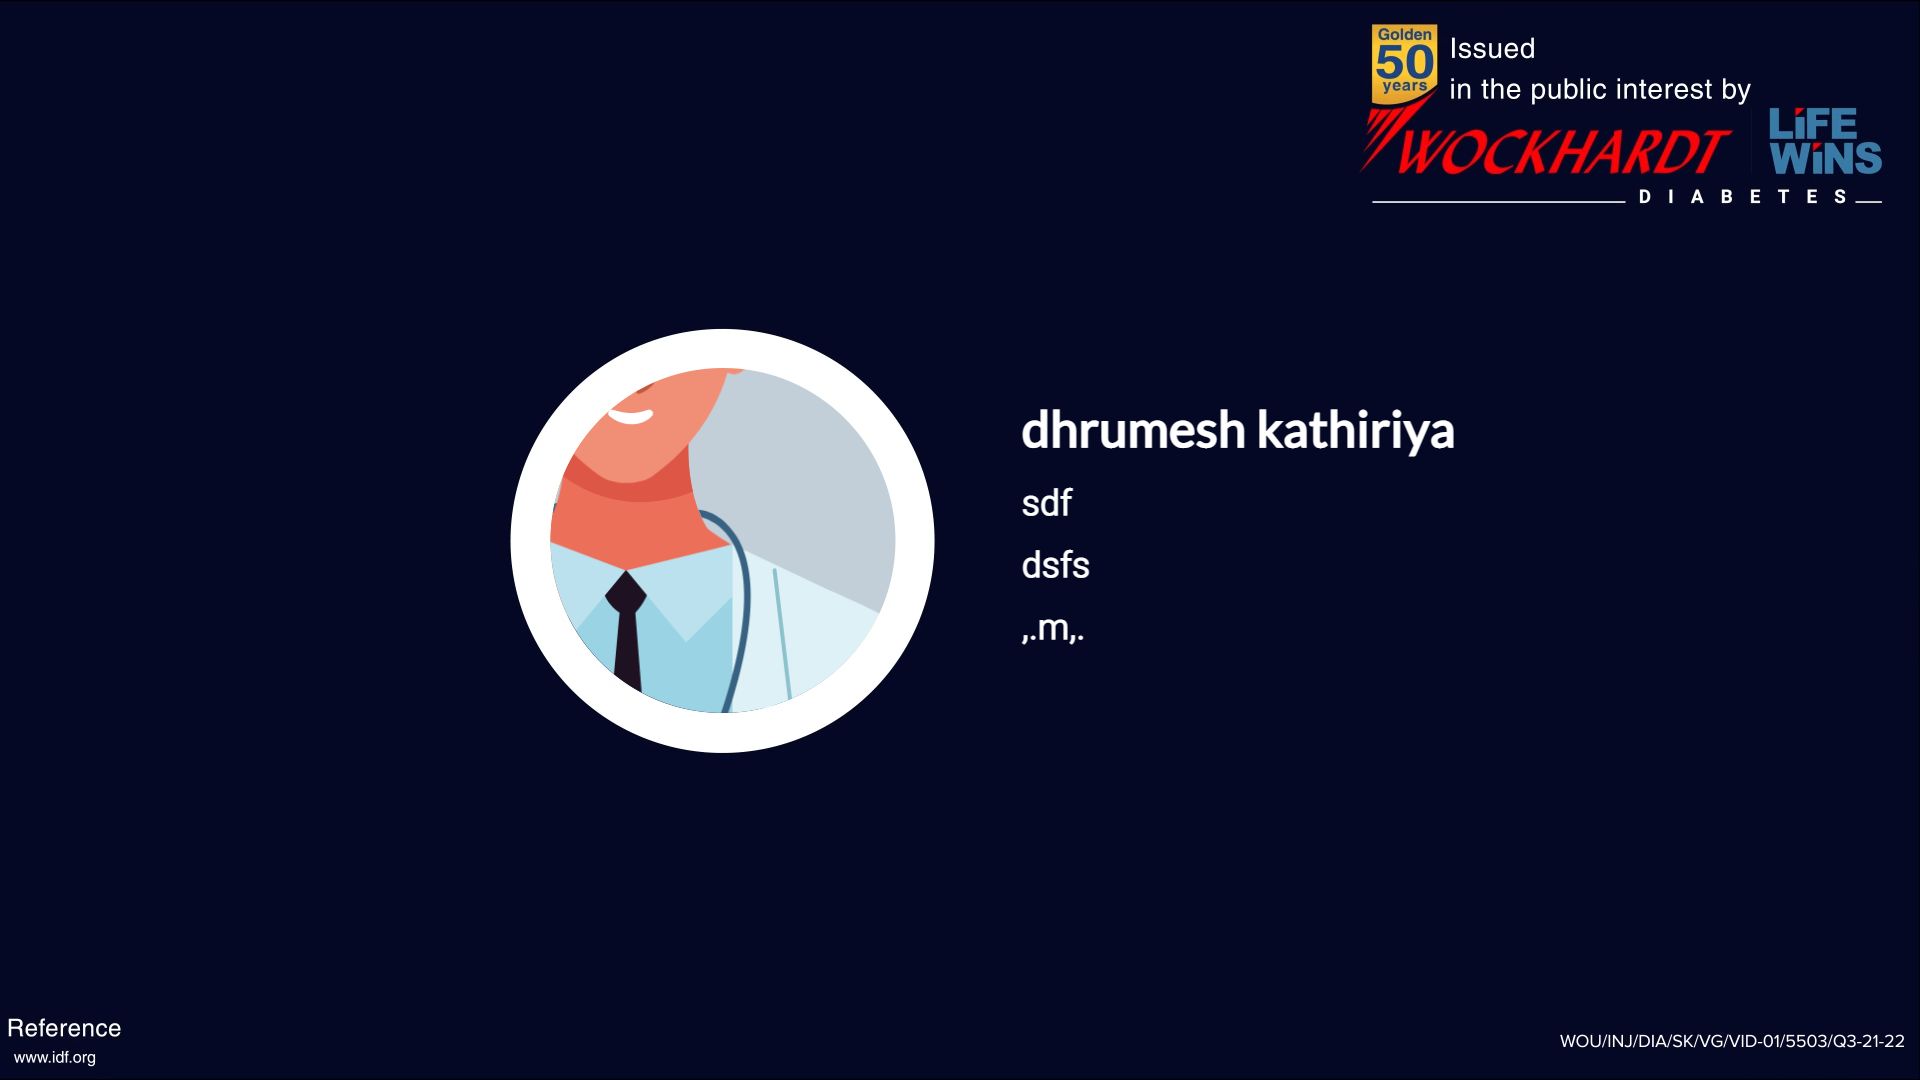 Golden
50
years
Issued
in the public interest by
WOCKHARDT
LiFE
WiNS
DIABETES
dhrumesh kathiriya
sdf
dsfs
,.m,.
Reference
www.idf.org
WOU/INJ/DIA/SK/VG/VID-01/5503/Q3-21-22